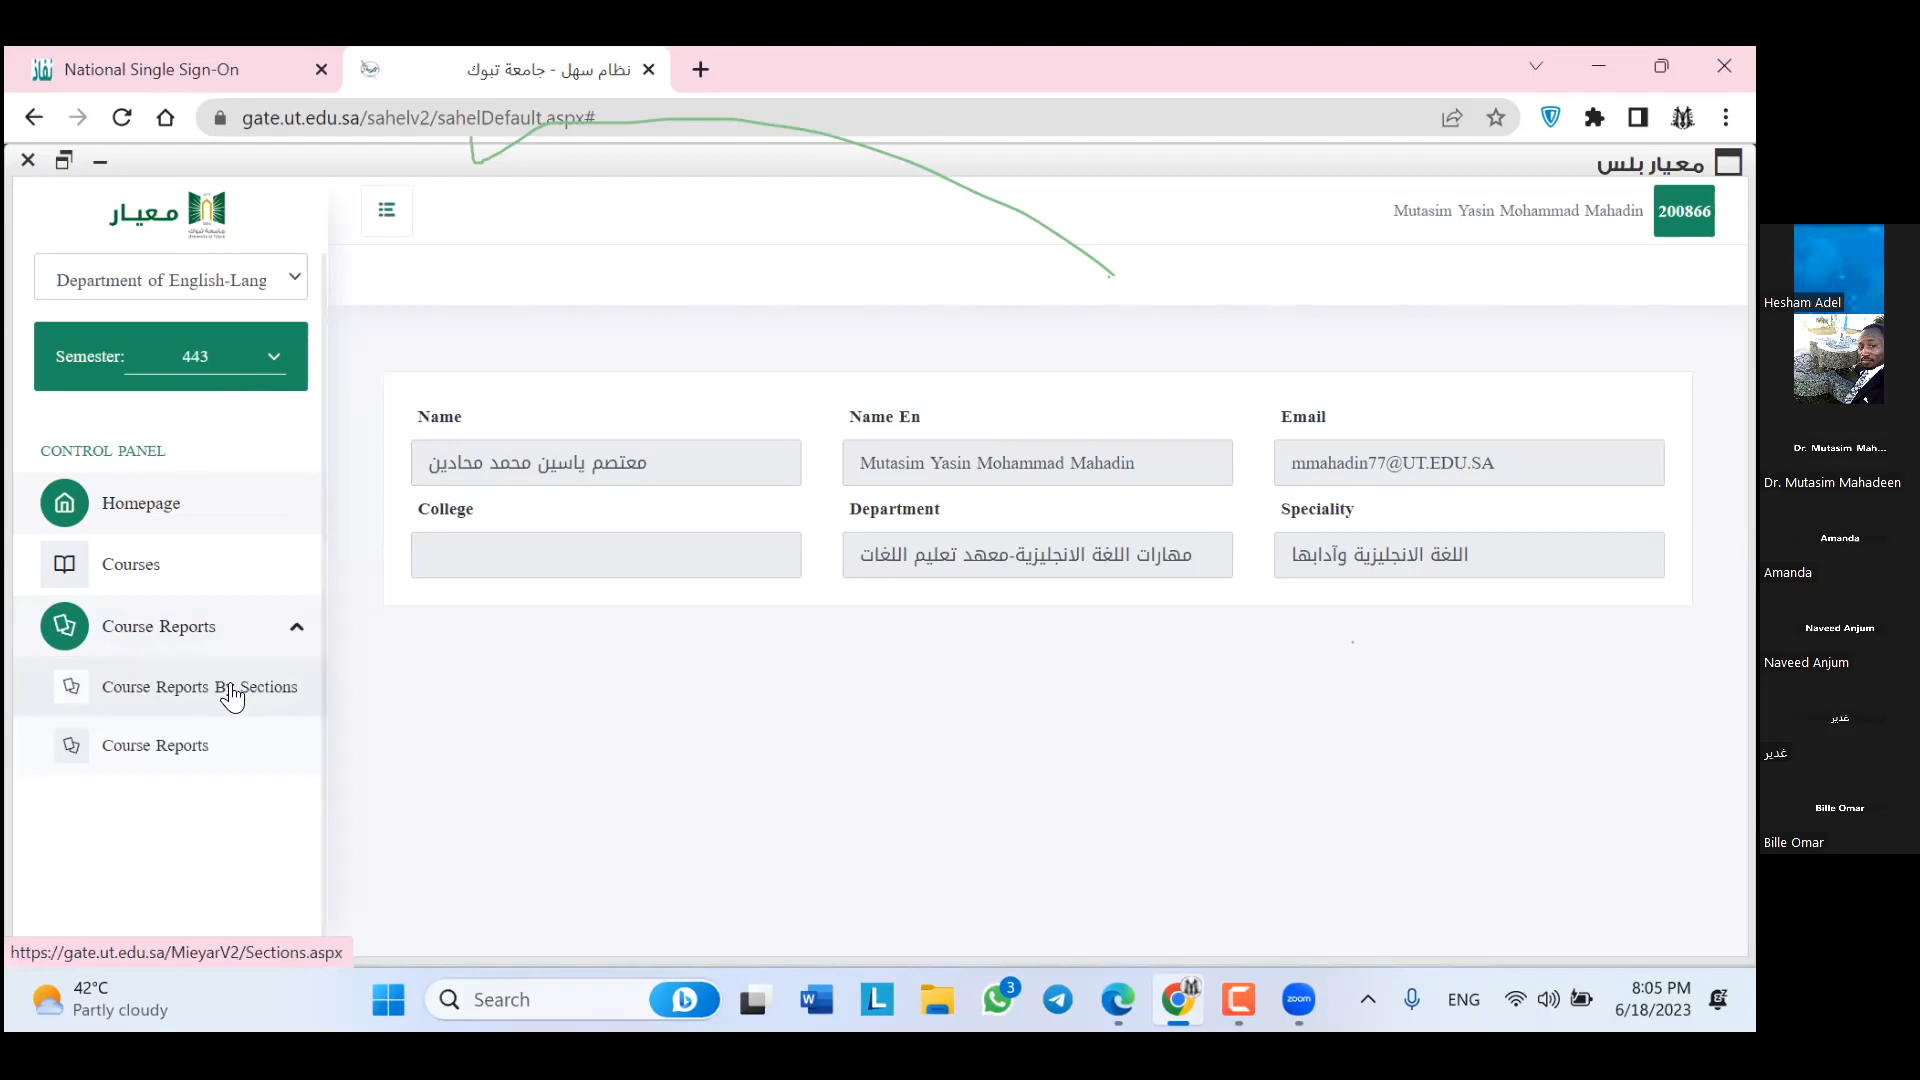 National Single Sign-On
نظام سهل - جامعة تبوك
gate.ut.edu.sa/sahelv2/sahelDefault.aspx#
معيار بلس
معيار
Mutasim Yasin Mohammad Mahadin
200866
Department of English-Lang
Semester: 443
CONTROL PANEL
Homepage
Courses
Course Reports
Course Reports By Sections
Course Reports
Name
معتصم ياسين محمد محادين
Name En
Mutasim Yasin Mohammad Mahadin
Email
mmahadin77@UT.EDU.SA
College
Department
مهارات اللغة الانجليزية-معهد تعليم اللغات
Speciality
اللغة الانجليزية وآدابها
https://gate.ut.edu.sa/MieyarV2/Sections.aspx
42°C
Partly cloudy
Search
3
zoom
ENG
8:05 PM
6/18/2023
Hesham Adel
Dr. Mutasim Mah...
Dr. Mutasim Mahadeen
Amanda
Amanda
Naveed Anjum
Naveed Anjum
غدير
غدير
Bille Omar
Bille Omar